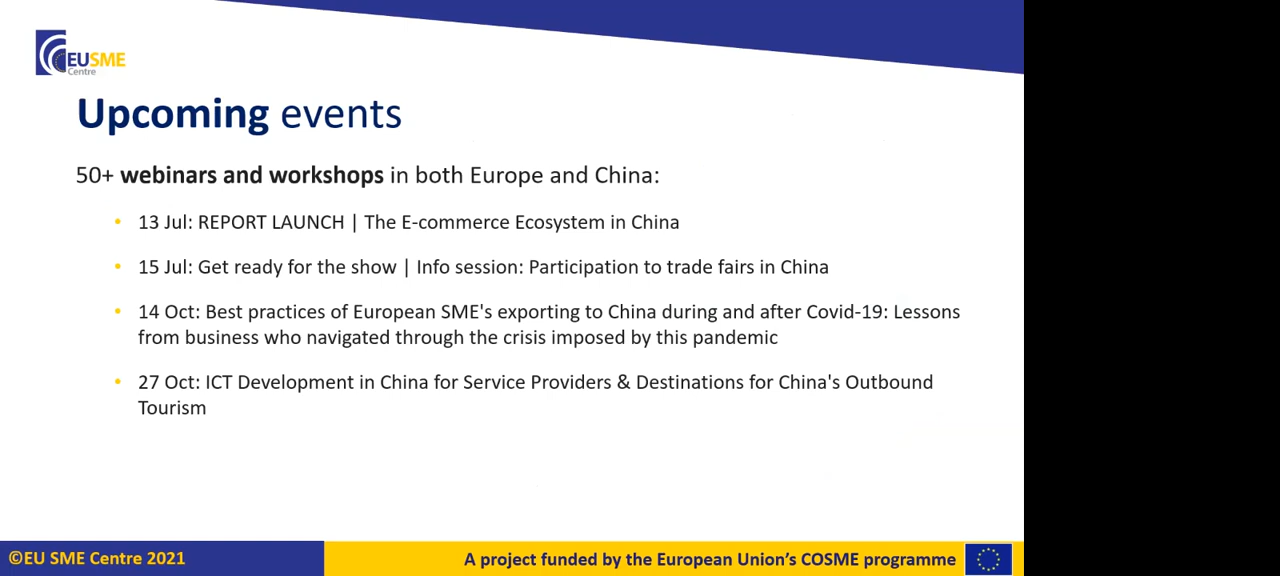 EUSME
Centre
Upcoming events
50+ webinars and workshops in both Europe and China:
• 13 Jul: REPORT LAUNCH | The E-commerce Ecosystem in China
• 15 Jul: Get ready for the show | Info session: Participation to trade fairs in China
• 14 Oct: Best practices of European SME's exporting to China during and after Covid-19: Lessons
from business who navigated through the crisis imposed by this pandemic
• 27 Oct: ICT Development in China for Service Providers & Destinations for China's Outbound
Tourism
©EU SME Centre 2021
A project funded by the European Union’s COSME programme